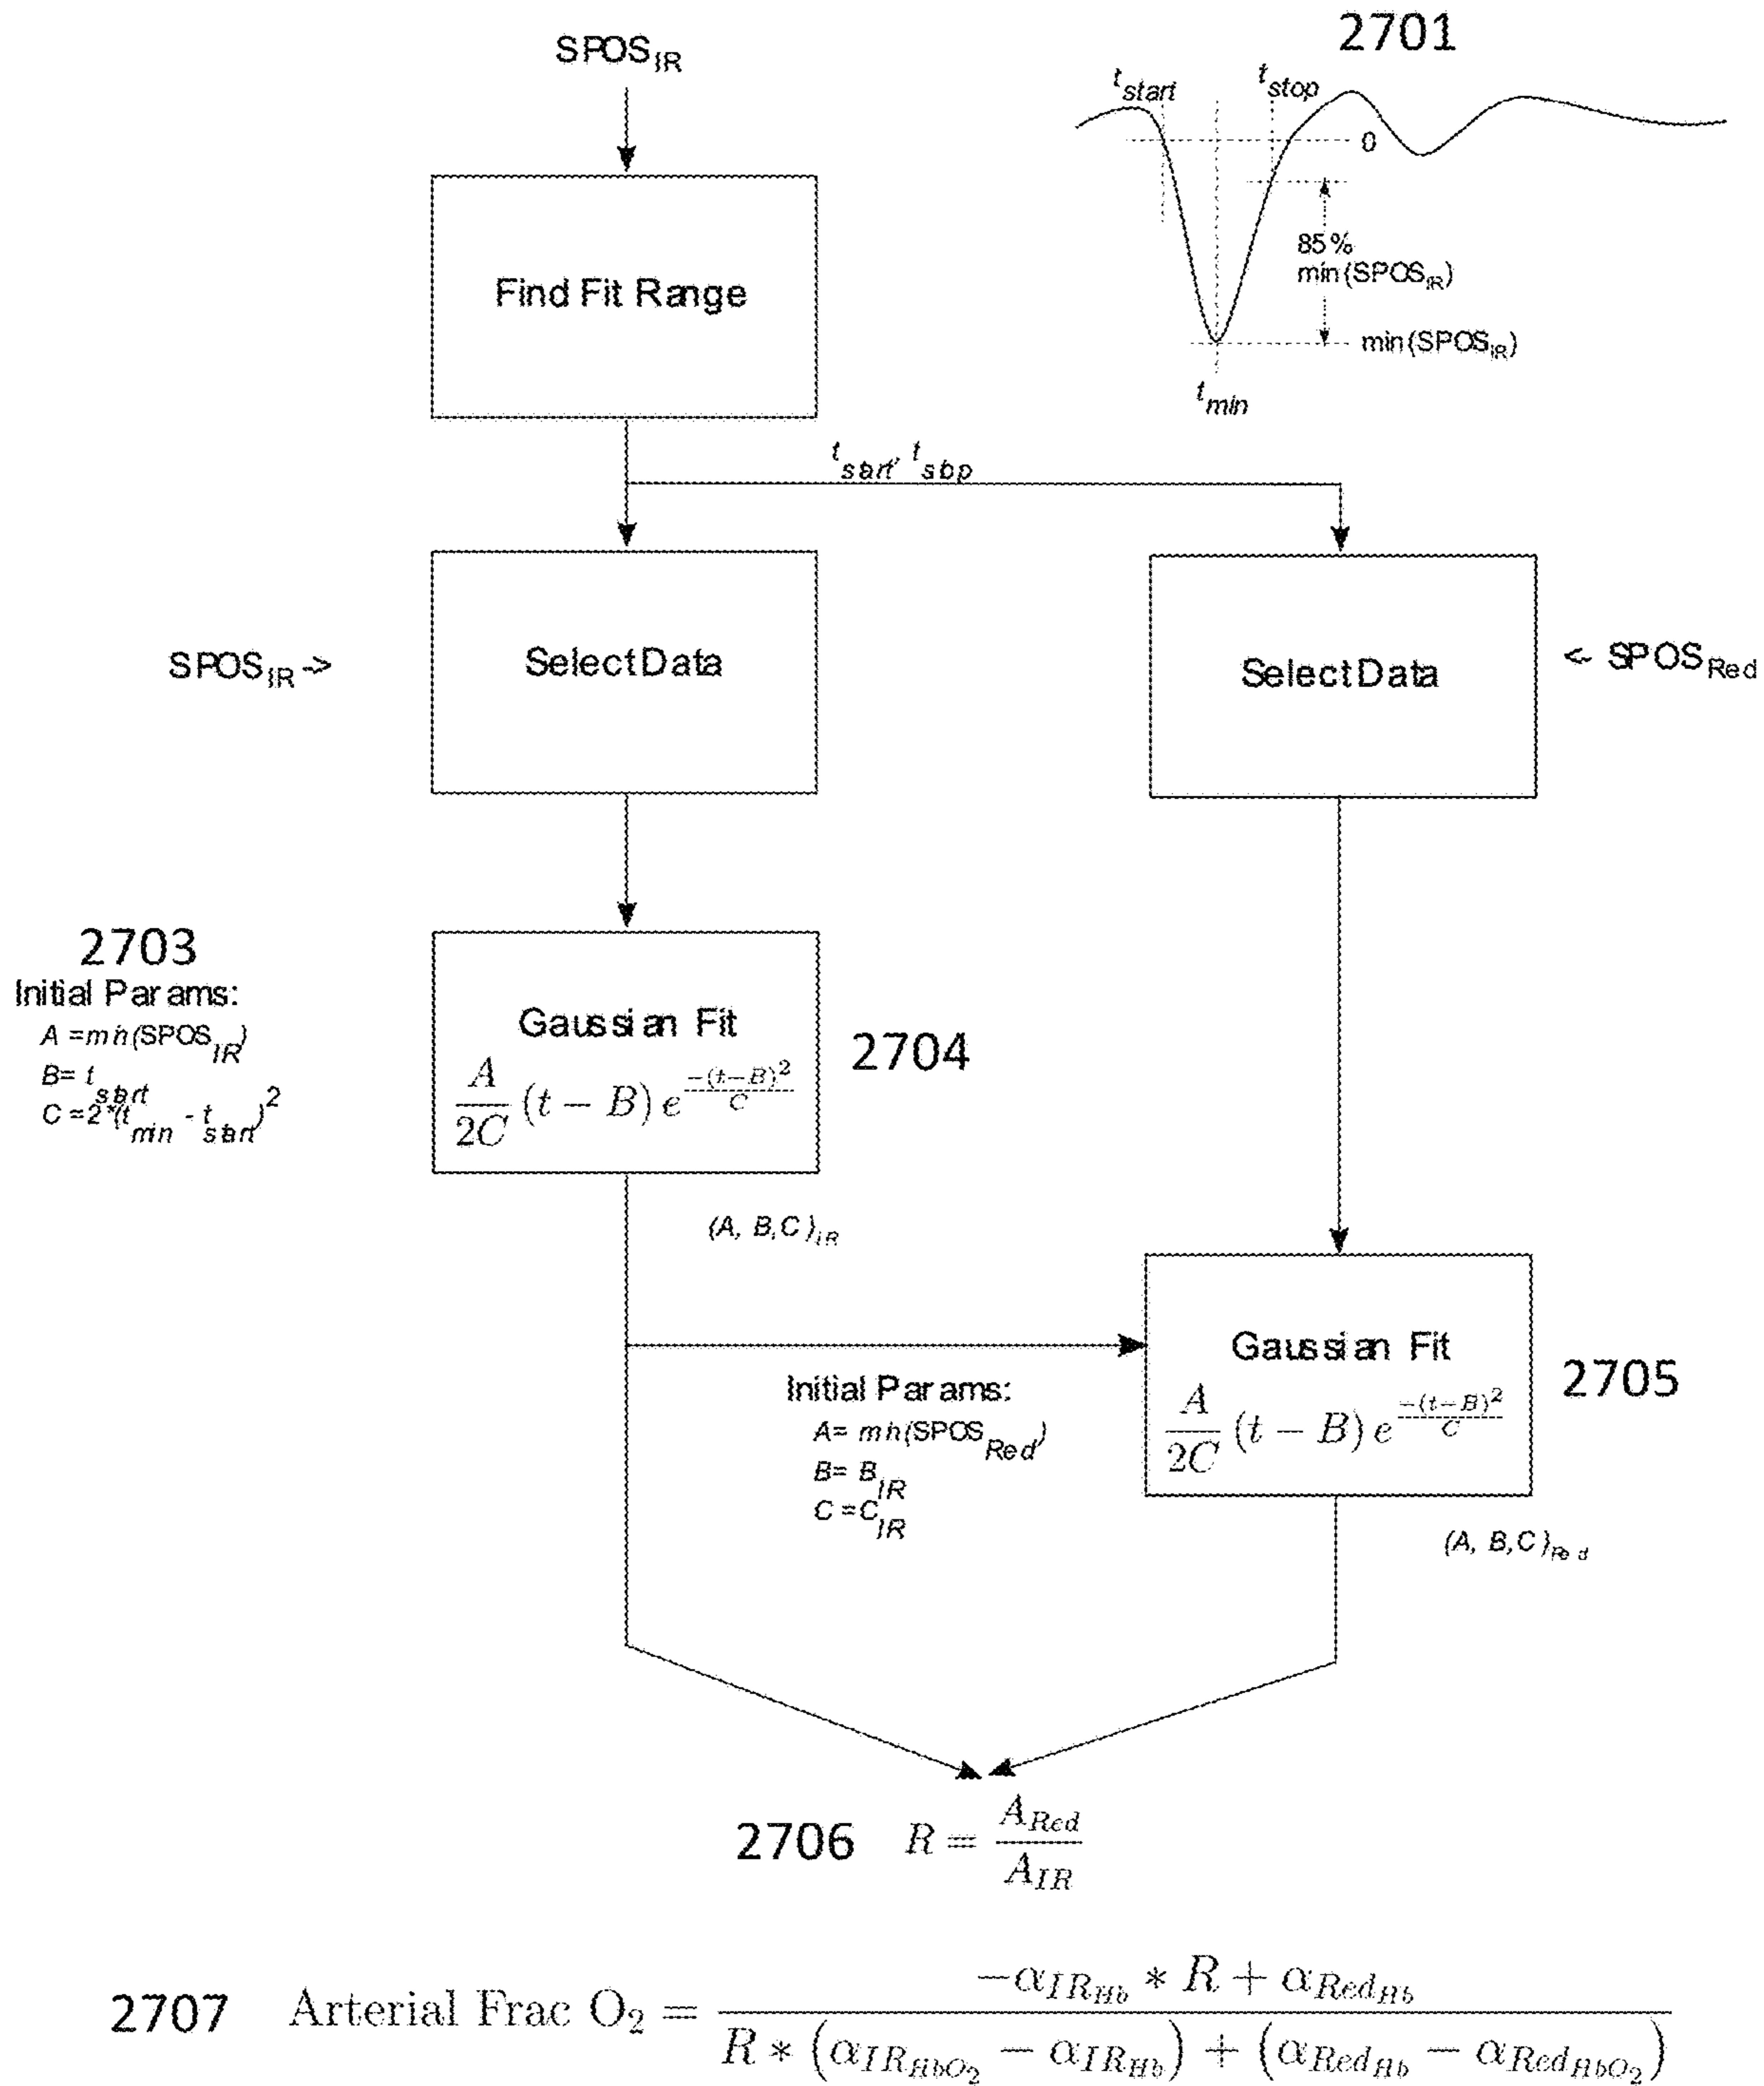 SPOS_IR
2701
t_start
t_stop
0
85%
min(SPOS_IR)
min(SPOS_IR)
t_min
Find Fit Range
t_start, t_stop
SPOS_IR ->
Select Data
Select Data
<- SPOS_Red
2703
Initial Params:
A = min(SPOS_IR)
B = t_start
C = 2*(t_min - t_start)^2
Gaussian Fit
A/2C (t − B) e^(−(t−B)^2/C)
2704
(A, B, C)_IR
Initial Params:
A = min(SPOS_Red)
B = B_IR
C = C_IR
Gaussian Fit
A/2C (t − B) e^(−(t−B)^2/C)
2705
(A, B, C)_Red
2706 R = A_Red/A_IR
2707 Arterial Frac O₂ = (−α_IR_Hb * R + α_Red_Hb)/(R * (α_IR_HbO₂ − α_IR_Hb) + (α_Red_Hb − α_Red_HbO₂))